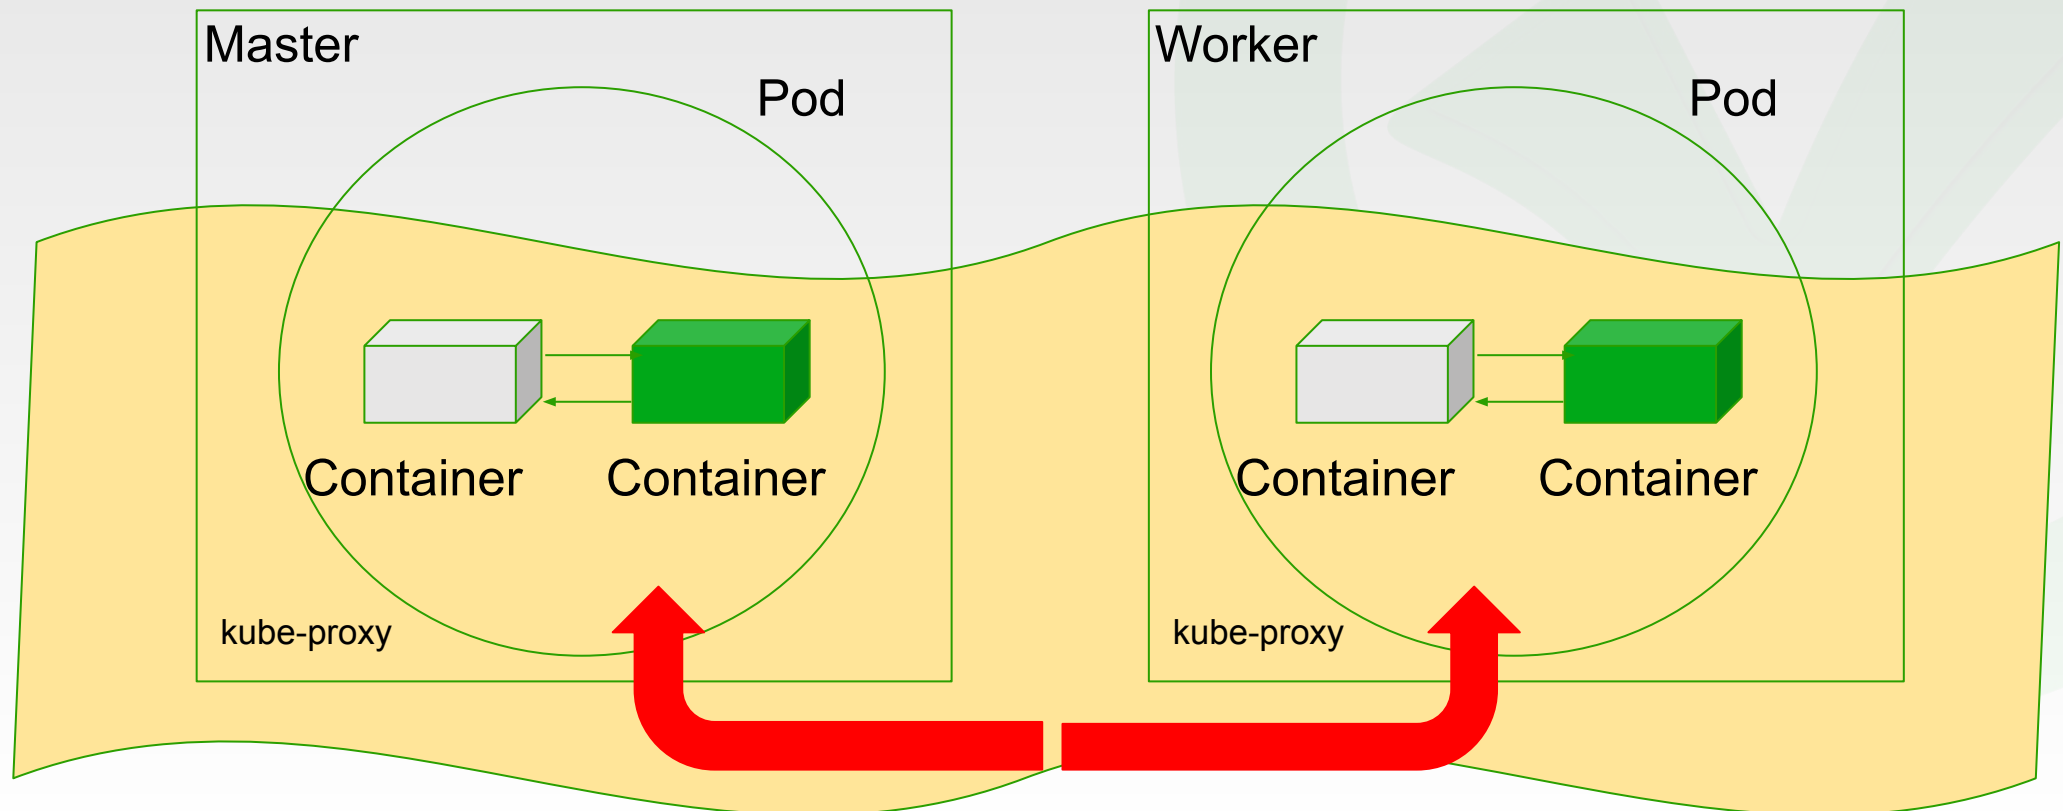 Master
Pod
Container
Container
kube-proxy
Worker
Pod
Container
Container
kube-proxy